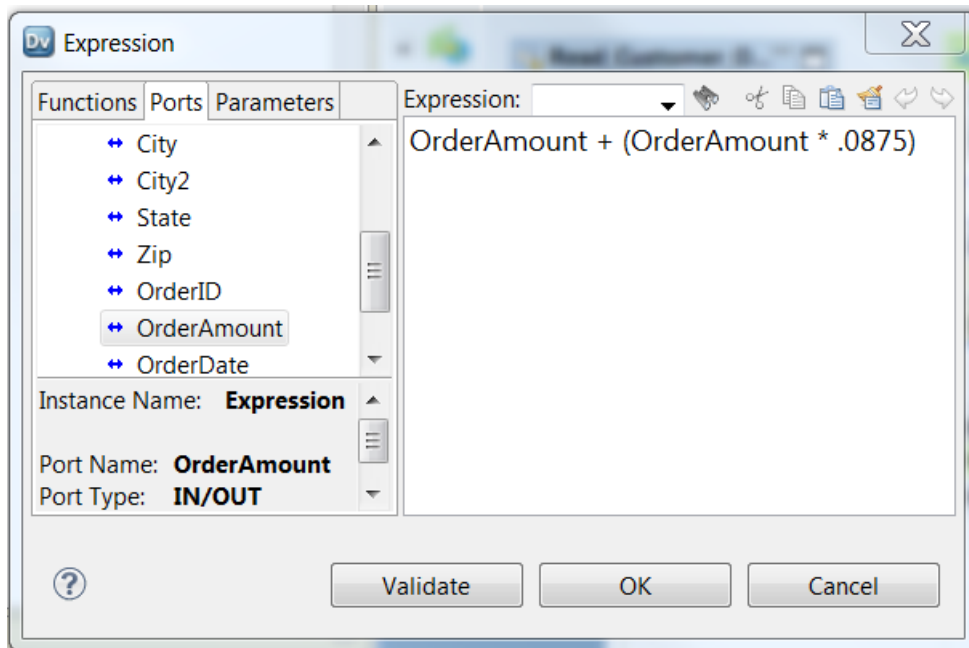 Dv Expression
Functions Ports Parameters
Expression:
City
City2
State
Zip
OrderID
OrderAmount
OrderDate
OrderAmount + (OrderAmount * .0875)
Instance Name: Expression
Port Name: OrderAmount
Port Type: IN/OUT
?
Validate OK Cancel